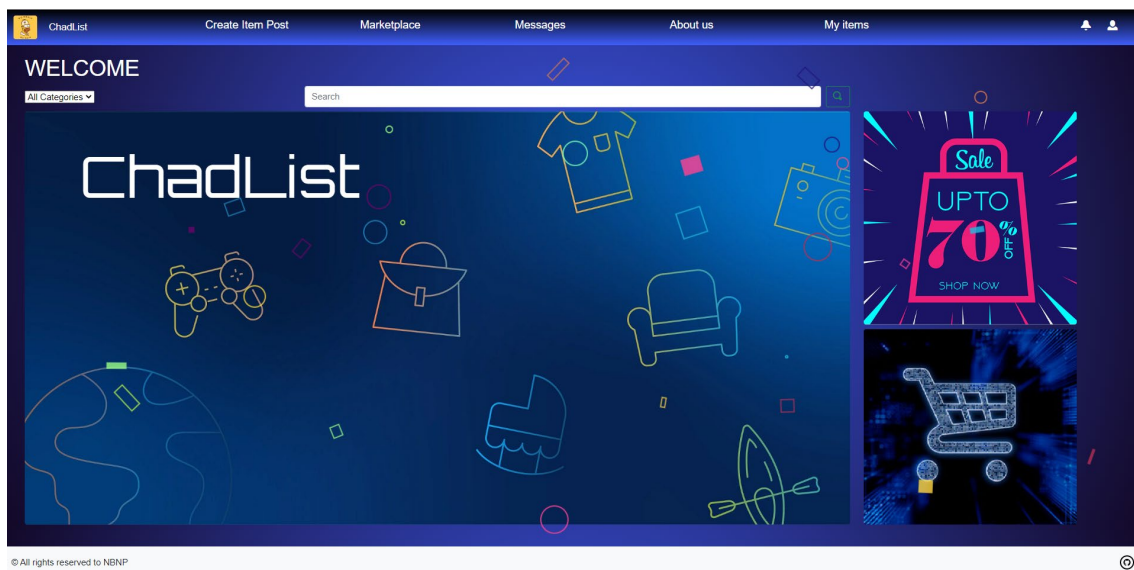 ChadList Create Item Post Marketplace Messages About us My items
WELCOME
All Categories Search
ChadList
Sale
UPTO
70% OFF
SHOP NOW
© All rights reserved to NBNP